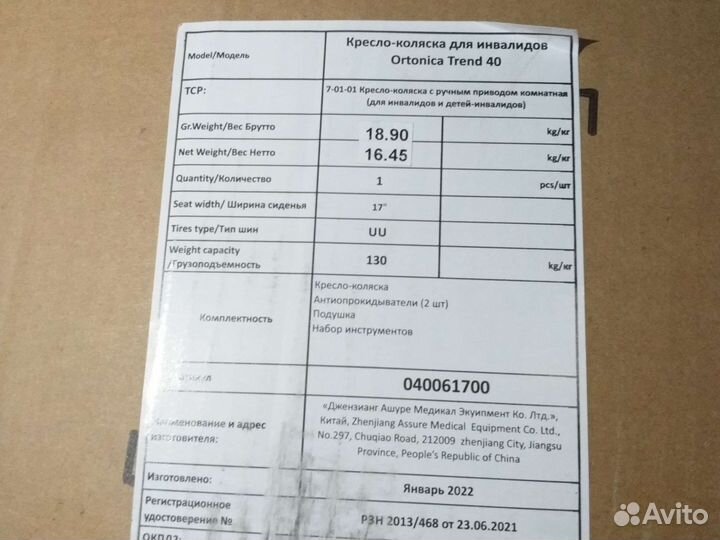 Model/Модель
Кресло-коляска для инвалидов
Ortonica Trend 40
ТСР:
7-01-01 Кресло-коляска с ручным приводом комнатная
(для инвалидов и детей-инвалидов)
Gr.Weight/Вес Брутто 18.90 kg/кг
Net Weight/Вес Нетто 16.45 kg/кг
Quantity/Количество 1 pcs/шт
Seat width/ Ширина сиденья 17"
Tires type/Тип шин UU
Weight capacity
/Грузоподъемность 130 kg/кг
Комплектность
Кресло-коляска
Антиопрокидыватели (2 шт)
Подушка
Набор инструментов
040061700
Наименование и адрес
изготовителя:
«Джензианг Ашуре Медикал Экуипмент Ко. Лтд.»,
Китай, Zhenjiang Assure Medical Equipment Co. Ltd.,
No.297, Chuqiao Road, 212009 zhenjiang City, Jiangsu
Province, People's Republic of China
Изготовлено: Январь 2022
Регистрационное
удостоверение № РЗН 2013/468 от 23.06.2021
Avito